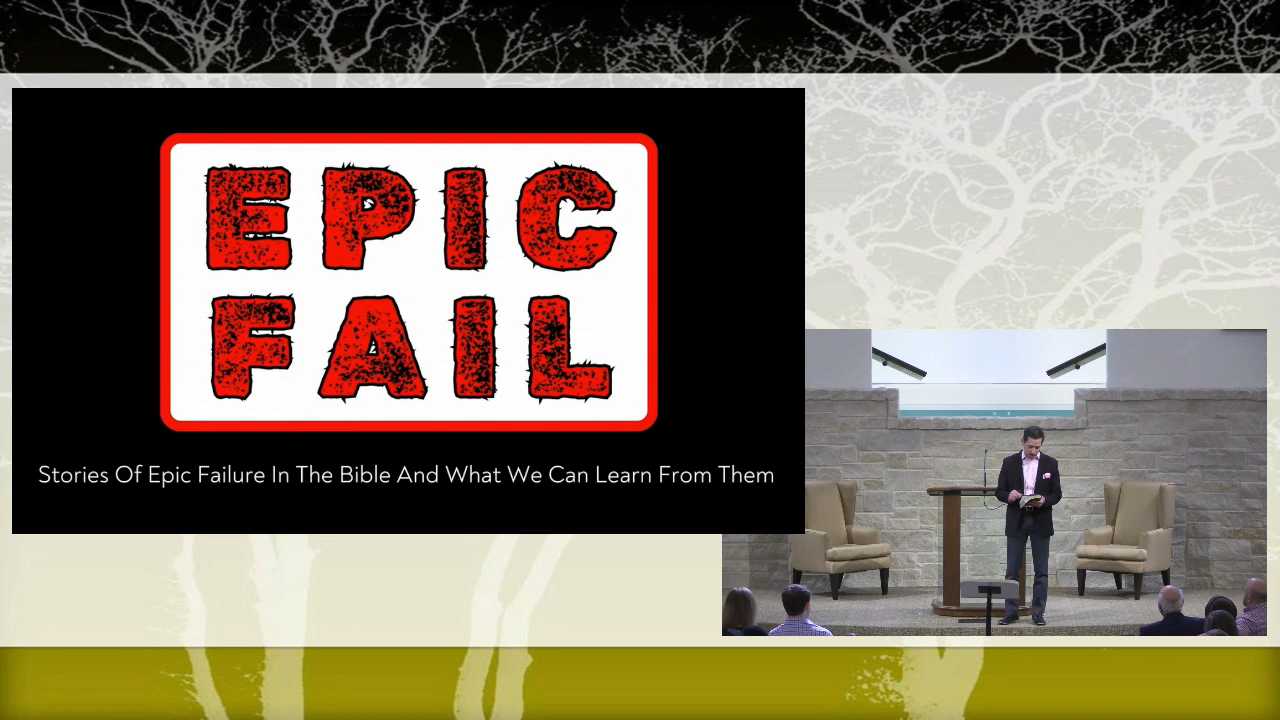 EPIC
FAIL
Stories Of Epic Failure In The Bible And What We Can Learn From Them